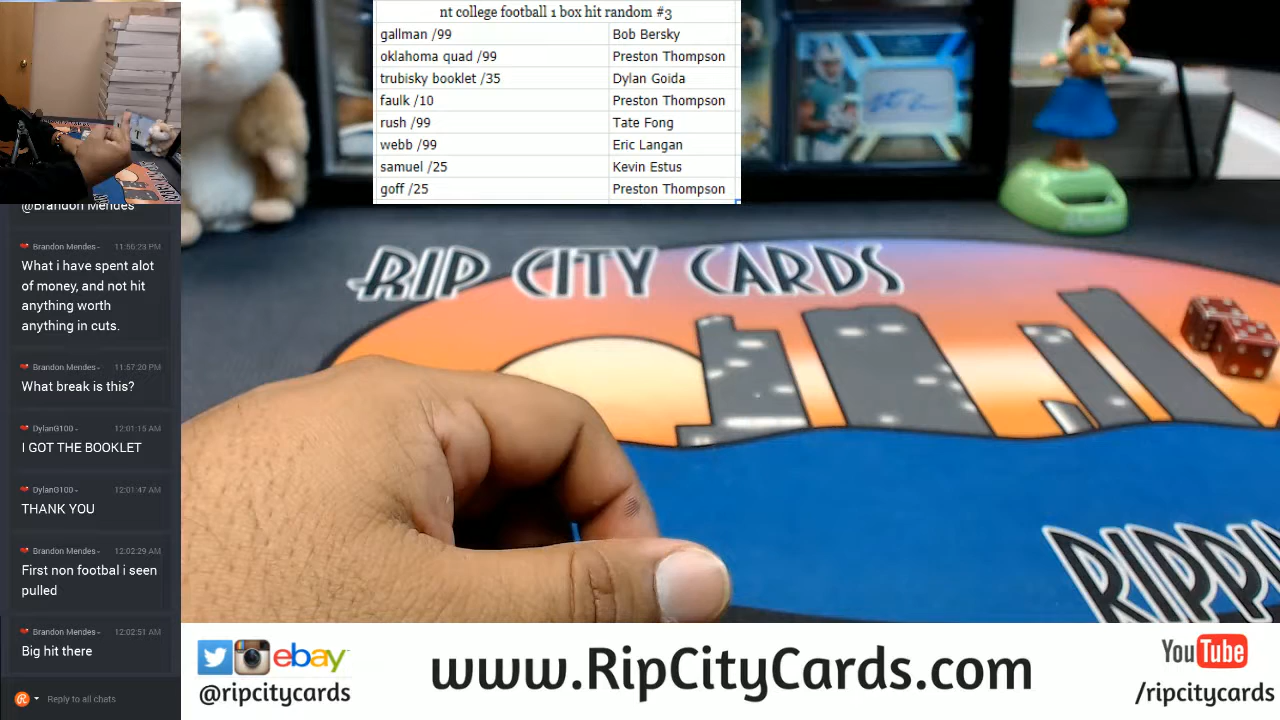 nt college football 1 box hit random #3
gallman /99 Bob Bersky
oklahoma quad /99 Preston Thompson
trubisky booklet /35 Dylan Goida
faulk /10 Preston Thompson
rush /99 Tate Fong
webb /99 Eric Langan
samuel /25 Kevin Estus
goff /25 Preston Thompson
@Brandon Mendes
Brandon Mendes- 11:56:23 PM
What i have spent alot
of money, and not hit
anything worth
anything in cuts.
Brandon Mendes- 11:57:20 PM
What break is this?
DylanG100- 12:01:15 AM
I GOT THE BOOKLET
DylanG100- 12:01:47 AM
THANK YOU
Brandon Mendes- 12:02:29 AM
First non footbal i seen
pulled
Brandon Mendes- 12:02:51 AM
Big hit there
Reply to all chats
RIP CITY CARDS
RIPPI
ebay
@ripcitycards
www.RipCityCards.com
YouTube
/ripcitycards